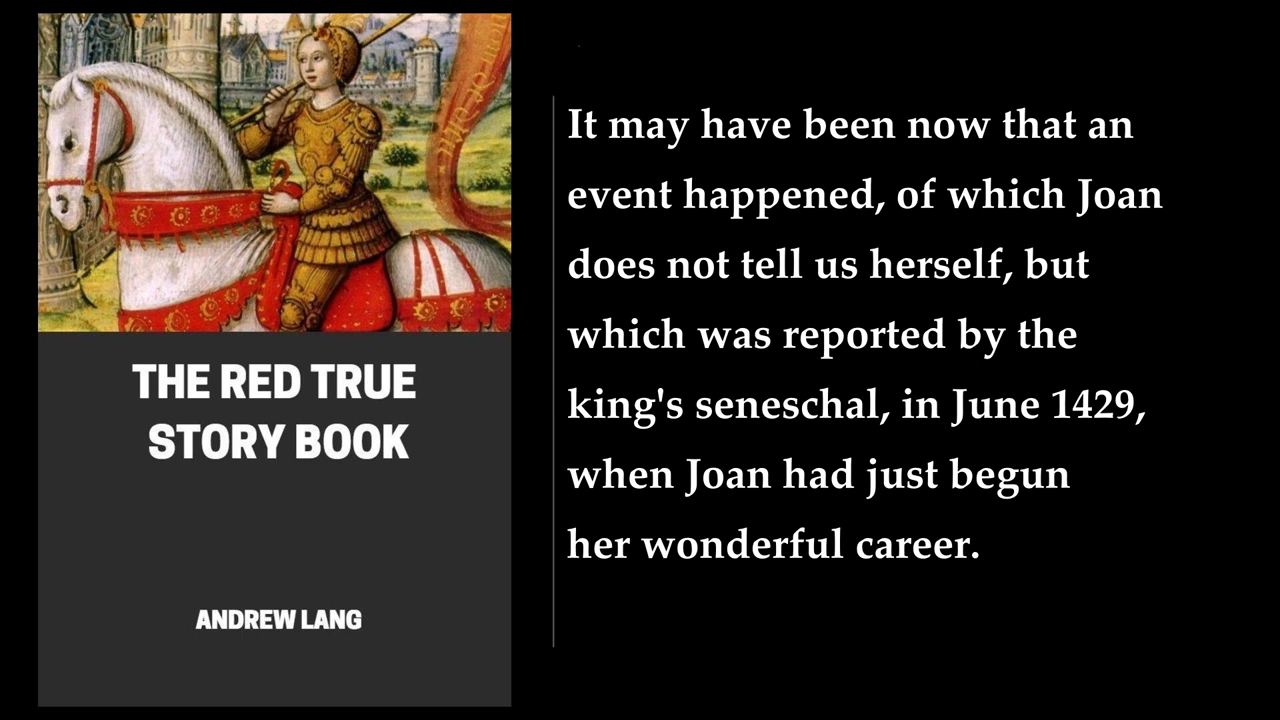 THE RED TRUE
STORY BOOK
ANDREW LANG
It may have been now that an
event happened, of which Joan
does not tell us herself, but
which was reported by the
king's seneschal, in June 1429,
when Joan had just begun
her wonderful career.